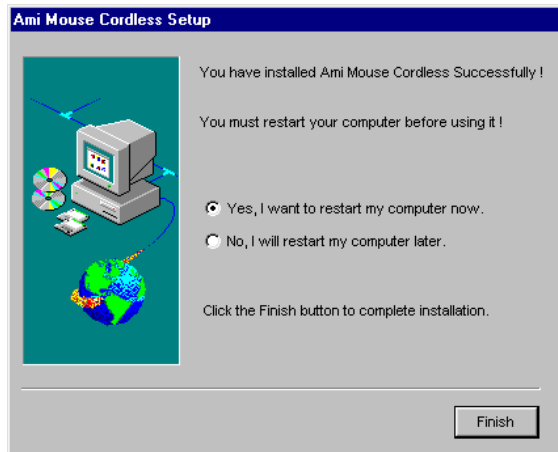 Ami Mouse Cordless Setup
You have installed Ami Mouse Cordless Successfully !
You must restart your computer before using it !
Yes, I want to restart my computer now.
No, I will restart my computer later.
Click the Finish button to complete installation.
Finish